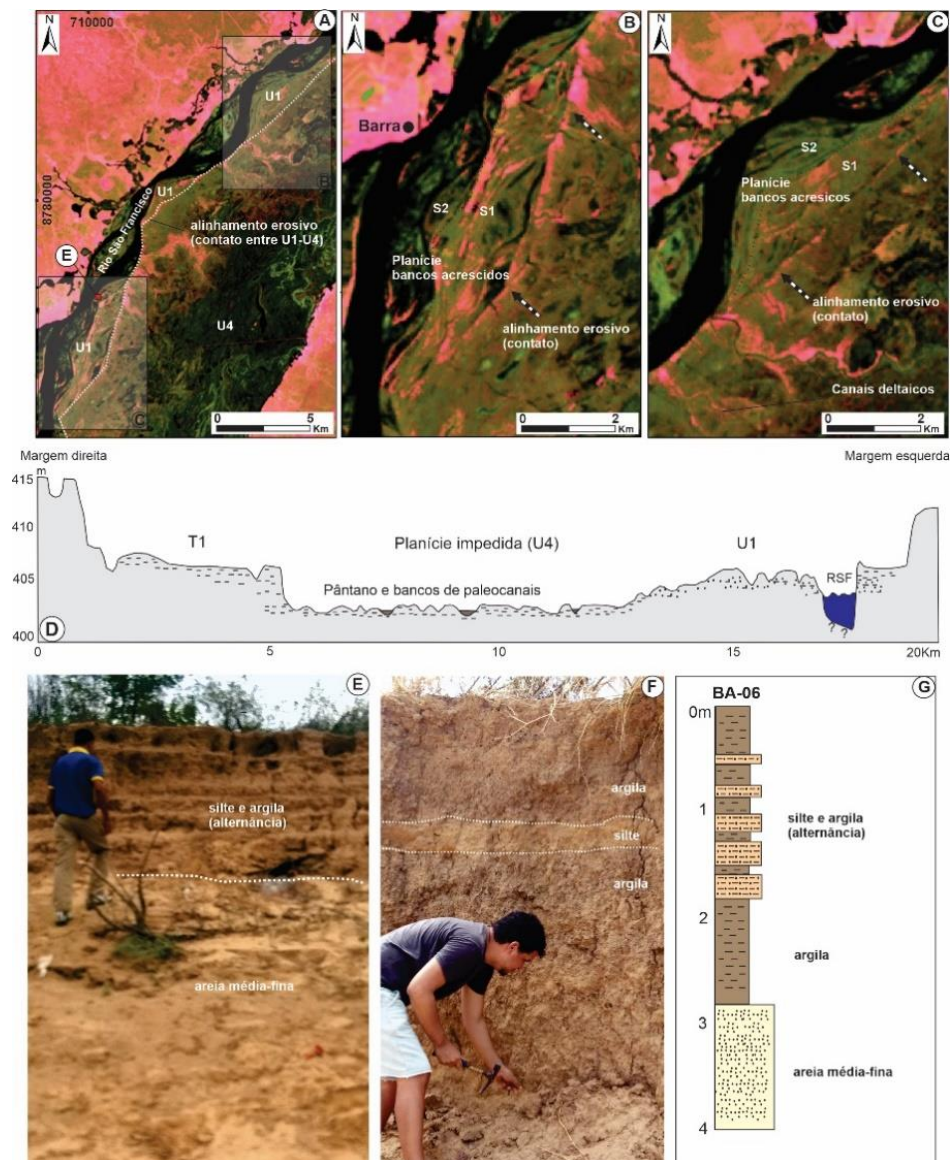 N
710000
A
8780000
U1
U1
Rio São Francisco
alinhamento erosivo
(contato entre U1-U4)
E
U4
U1
C
0
5
Km
N
B
Barra
S2
S1
Planície
bancos acrescidos
alinhamento erosivo
(contato)
0
2
Km
N
C
S2
S1
Planície
bancos acresicos
alinhamento erosivo
(contato)
Canais deltaicos
0
2
Km
Margem direita
Margem esquerda
415
m
410
405
400
T1
Planície impedida (U4)
U1
Pântano e bancos de paleocanais
RSF
? ?
D
0
5
10
15
20Km
E
silte e argila
(alternância)
areia média-fina
F
argila
silte
argila
G
BA-06
0m
1
silte e argila
(alternância)
2
argila
3
areia média-fina
4